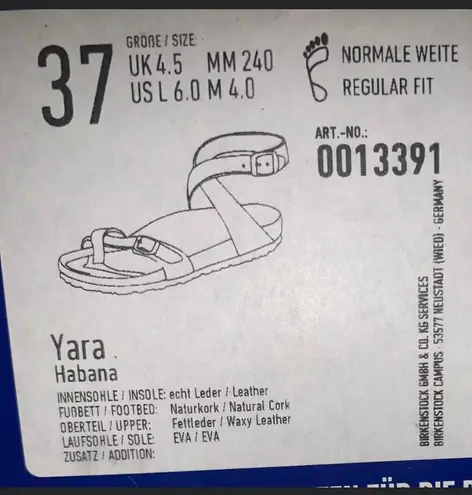 37
GRÖßE / SIZE:
UK 4.5 MM 240
US L 6.0 M 4.0
NORMALE WEITE
REGULAR FIT
ART.-NO.:
0013391
Yara
Habana
INNENSOHLE / INSOLE: echt Leder / Leather
FUßBETT / FOOTBED: Naturkork / Natural Cork
OBERTEIL / UPPER: Fettleder / Waxy Leather
LAUFSOHLE / SOLE: EVA / EVA
ZUSATZ / ADDITION:
BIRKENSTOCK GMBH & CO. KG SERVICES
BIRKENSTOCK CAMPUS · 53577 NEUSTADT (WIED) · GERMANY
FÜR DIE